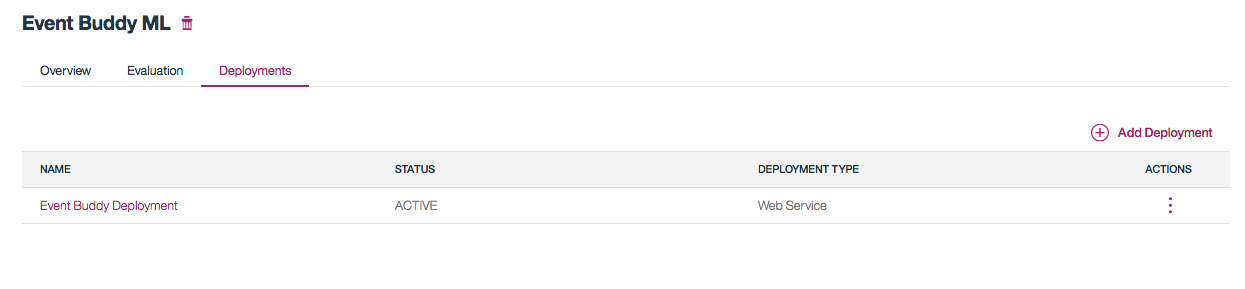 Event Buddy ML
Overview Evaluation Deployments
Add Deployment
NAME STATUS DEPLOYMENT TYPE ACTIONS
Event Buddy Deployment ACTIVE Web Service